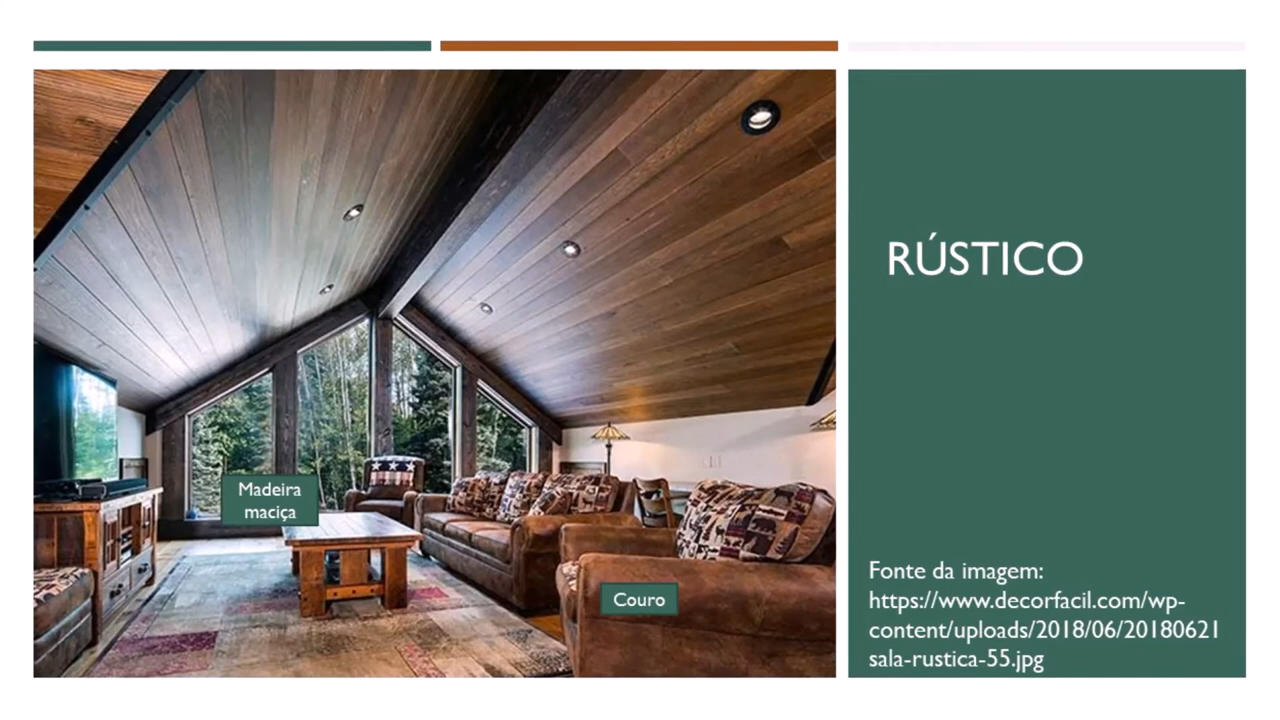 RÚSTICO
Madeira
maciça
Couro
Fonte da imagem:
https://www.decorfacil.com/wp-
content/uploads/2018/06/20180621
sala-rustica-55.jpg